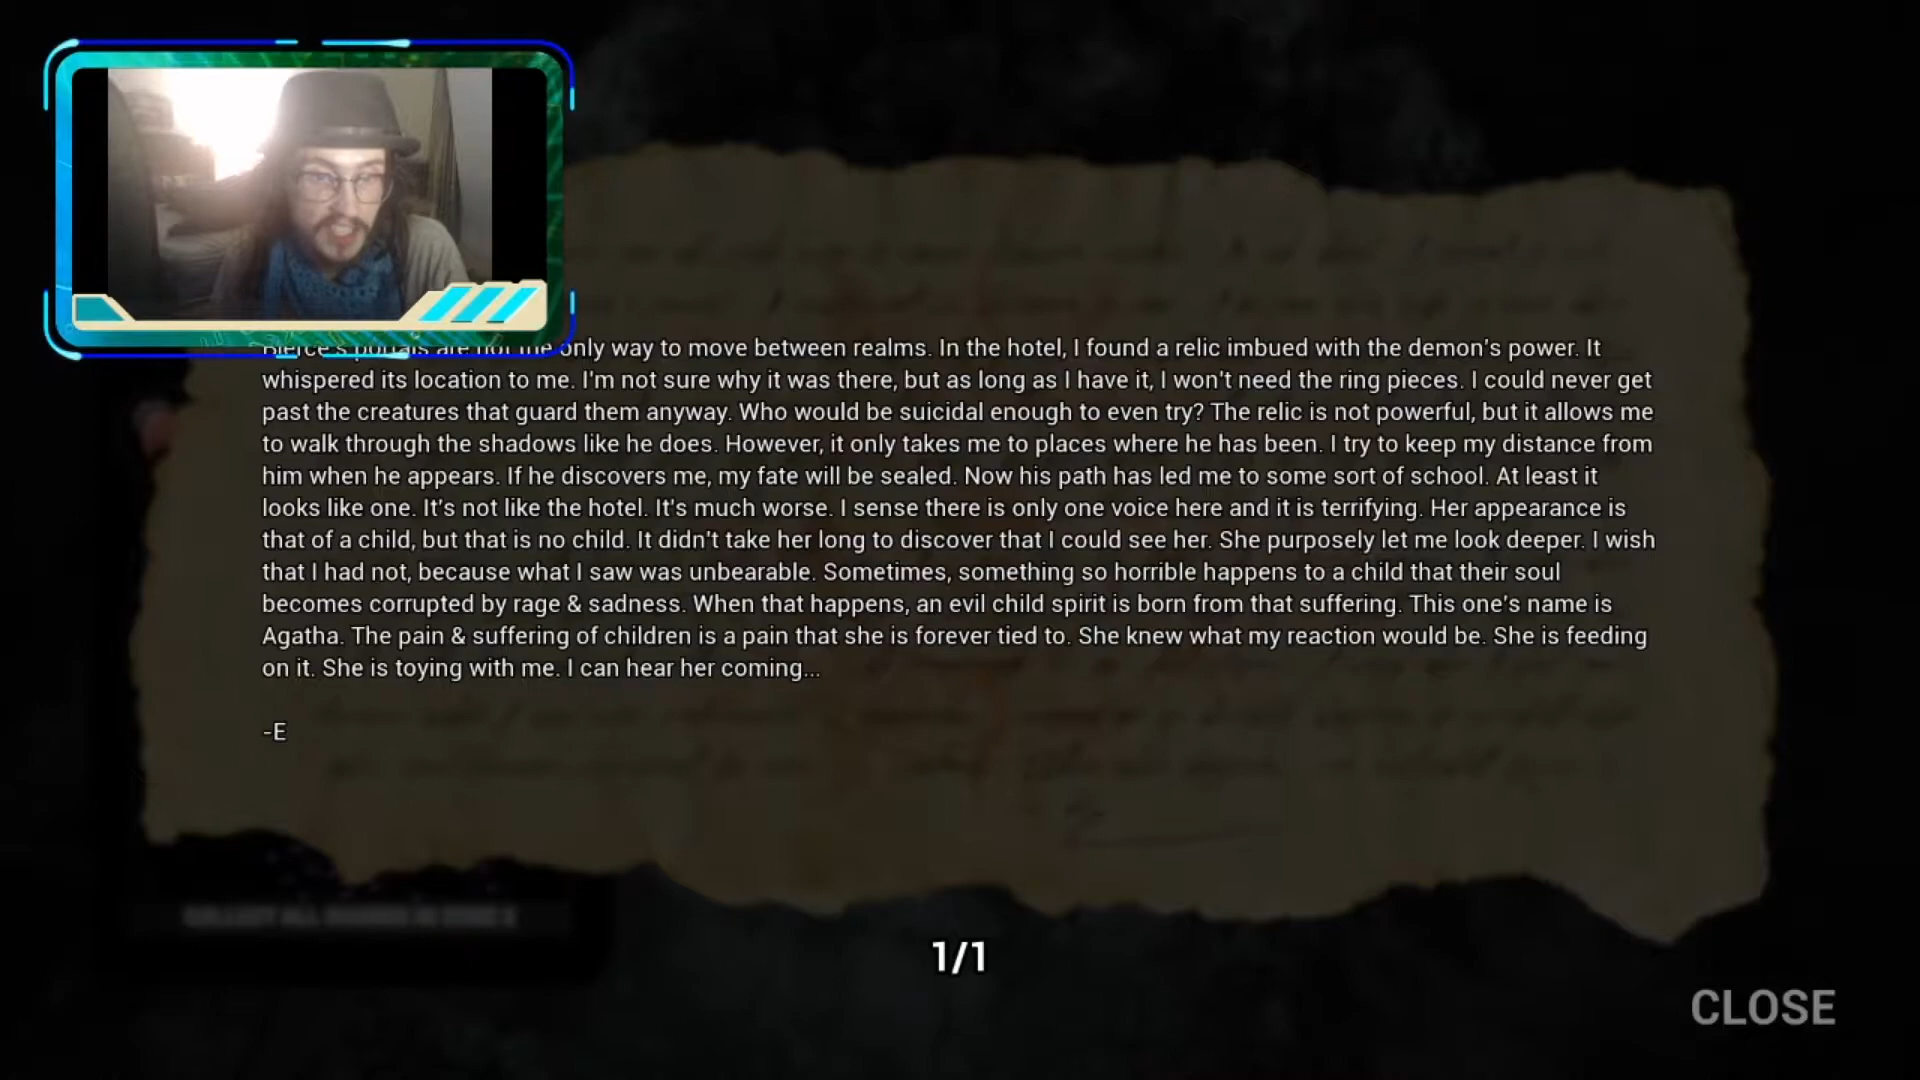 Bierce's portals are not the only way to move between realms. In the hotel, I found a relic imbued with the demon's power. It
whispered its location to me. I'm not sure why it was there, but as long as I have it, I won't need the ring pieces. I could never get
past the creatures that guard them anyway. Who would be suicidal enough to even try? The relic is not powerful, but it allows me
to walk through the shadows like he does. However, it only takes me to places where he has been. I try to keep my distance from
him when he appears. If he discovers me, my fate will be sealed. Now his path has led me to some sort of school. At least it
looks like one. It's not like the hotel. It's much worse. I sense there is only one voice here and it is terrifying. Her appearance is
that of a child, but that is no child. It didn't take her long to discover that I could see her. She purposely let me look deeper. I wish
that I had not, because what I saw was unbearable. Sometimes, something so horrible happens to a child that their soul
becomes corrupted by rage & sadness. When that happens, an evil child spirit is born from that suffering. This one's name is
Agatha. The pain & suffering of children is a pain that she is forever tied to. She knew what my reaction would be. She is feeding
on it. She is toying with me. I can hear her coming...
-E
1/1
CLOSE